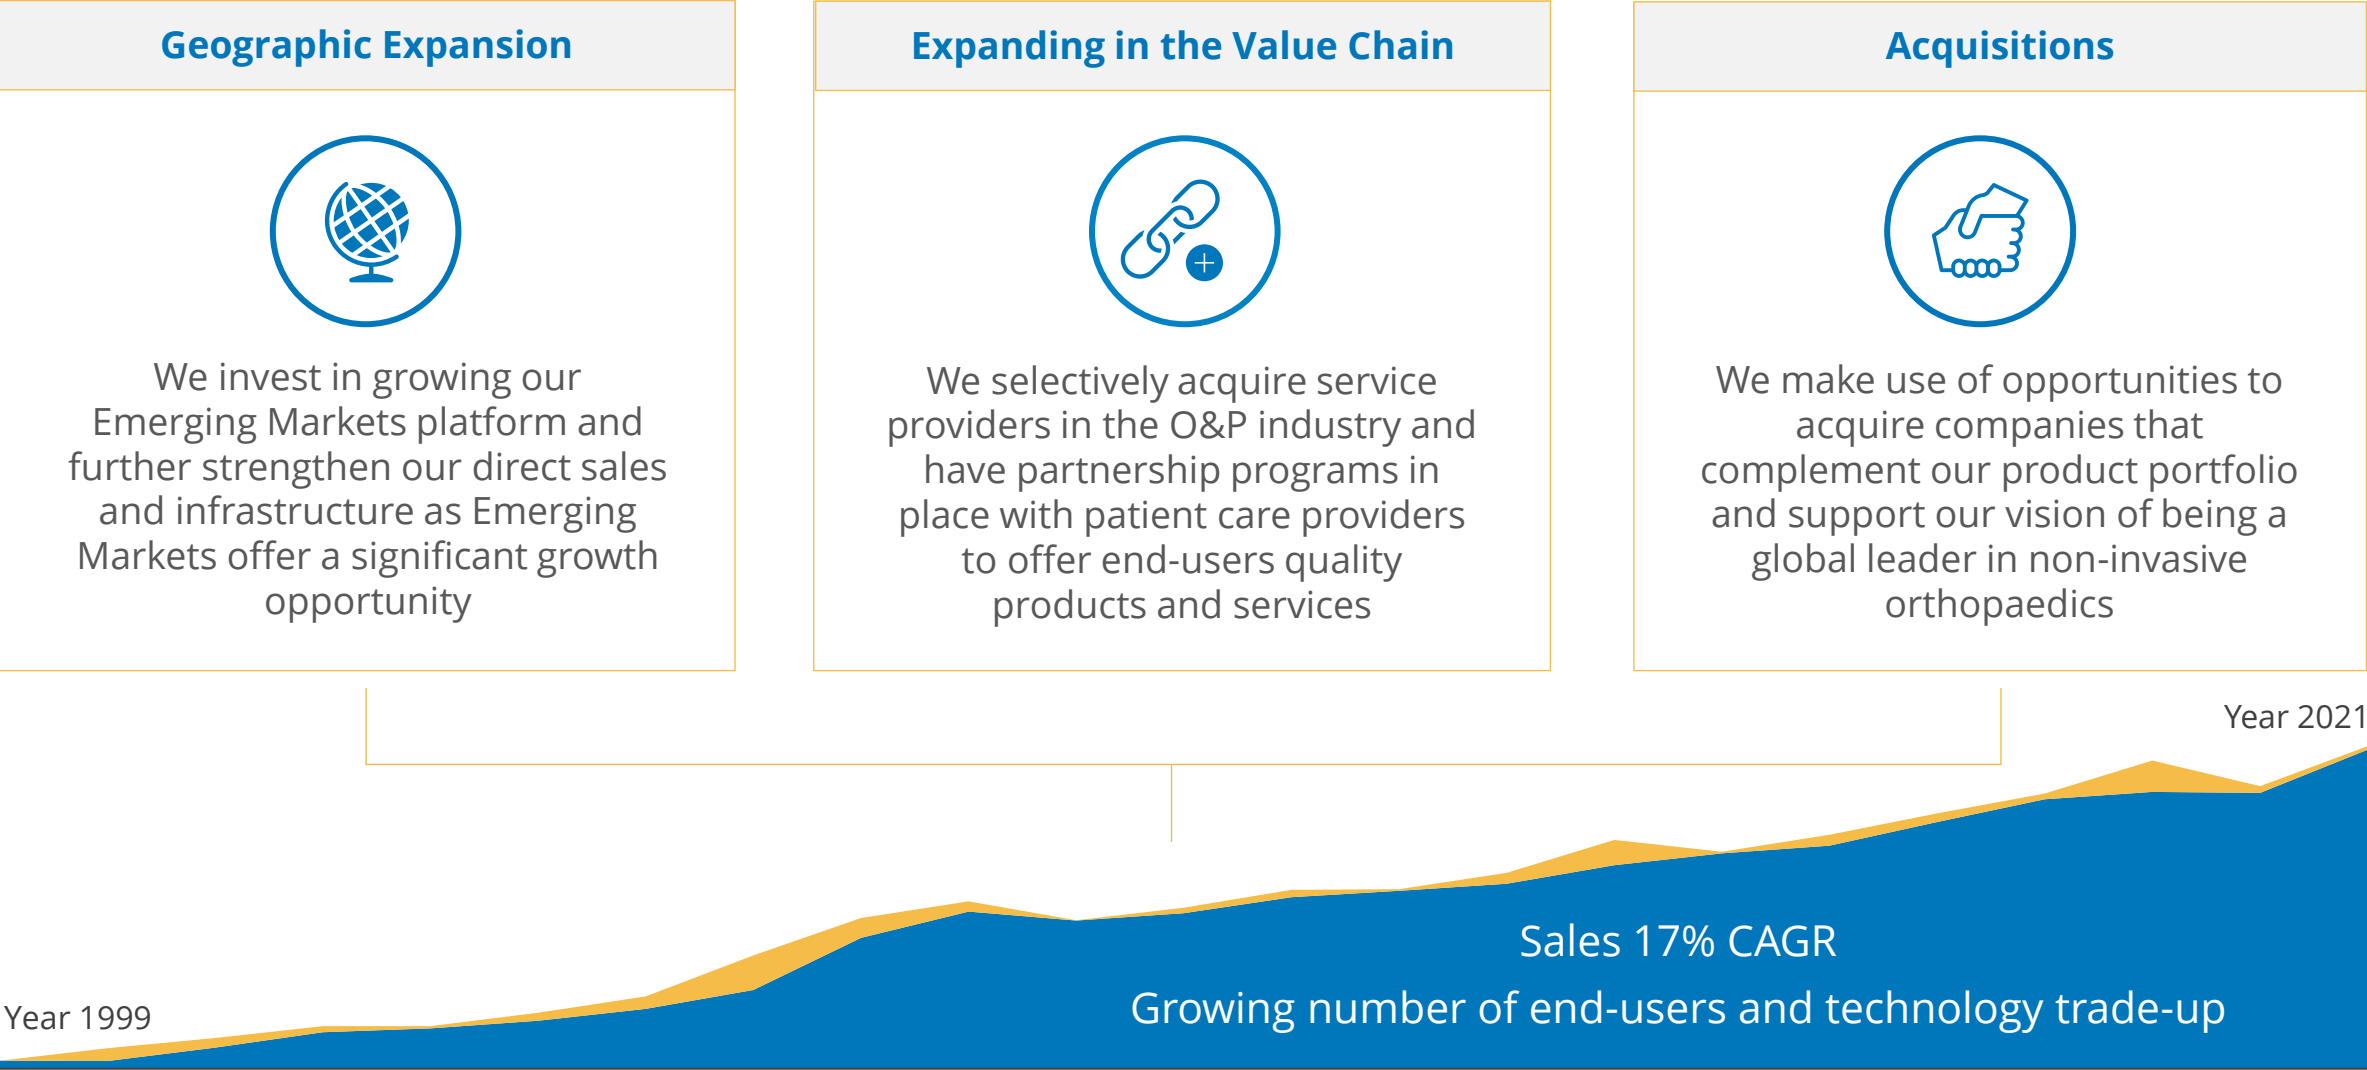 Geographic Expansion
We invest in growing our
Emerging Markets platform and
further strengthen our direct sales
and infrastructure as Emerging
Markets offer a significant growth
opportunity
Expanding in the Value Chain
We selectively acquire service
providers in the O&P industry and
have partnership programs in
place with patient care providers
to offer end-users quality
products and services
Acquisitions
We make use of opportunities to
acquire companies that
complement our product portfolio
and support our vision of being a
global leader in non-invasive
orthopaedics
Year 2021
Sales 17% CAGR
Growing number of end-users and technology trade-up
Year 1999